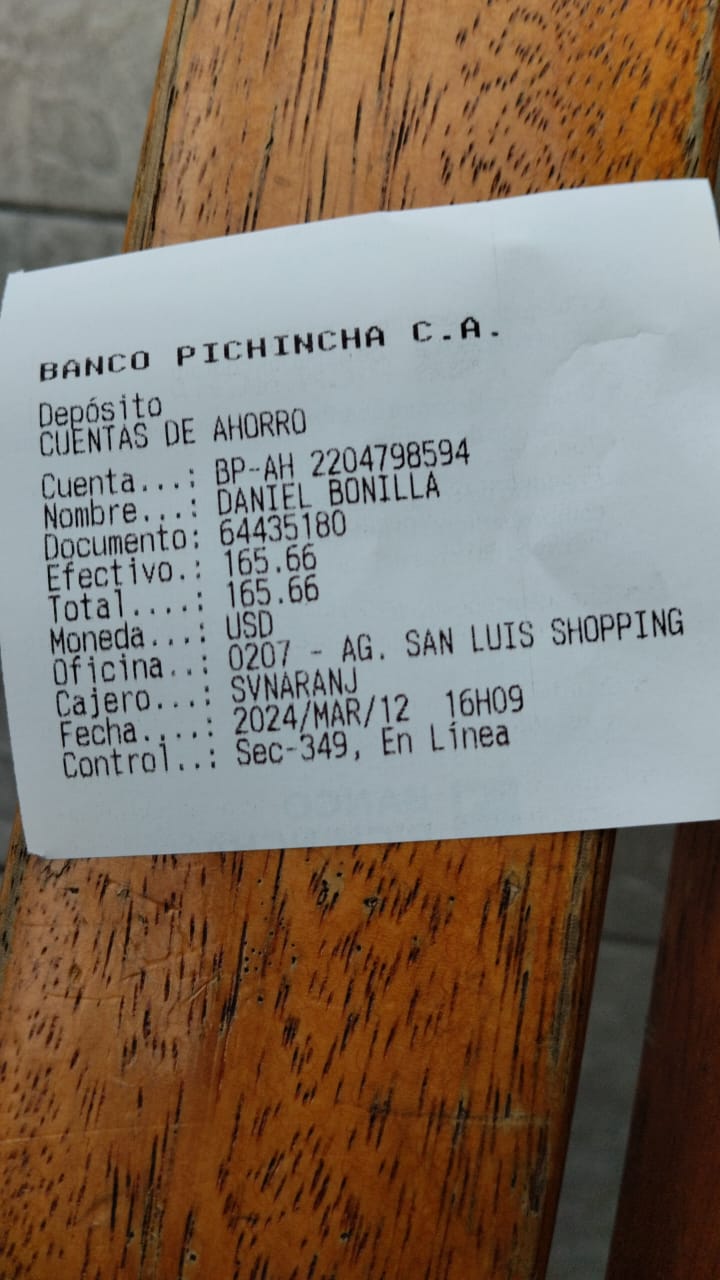 BANCO PICHINCHA C.A.
Depósito
CUENTAS DE AHORRO
Cuenta...: BP-AH 2204798594
Nombre...: DANIEL BONILLA
Documento: 64435180
Efectivo.: 165.66
Total....: 165.66
Moneda...: USD
Oficina..: 0207 - AG. SAN LUIS SHOPPING
Cajero...: SVNARANJ
Fecha....: 2024/MAR/12 16H09
Control..: Sec-349, En Línea